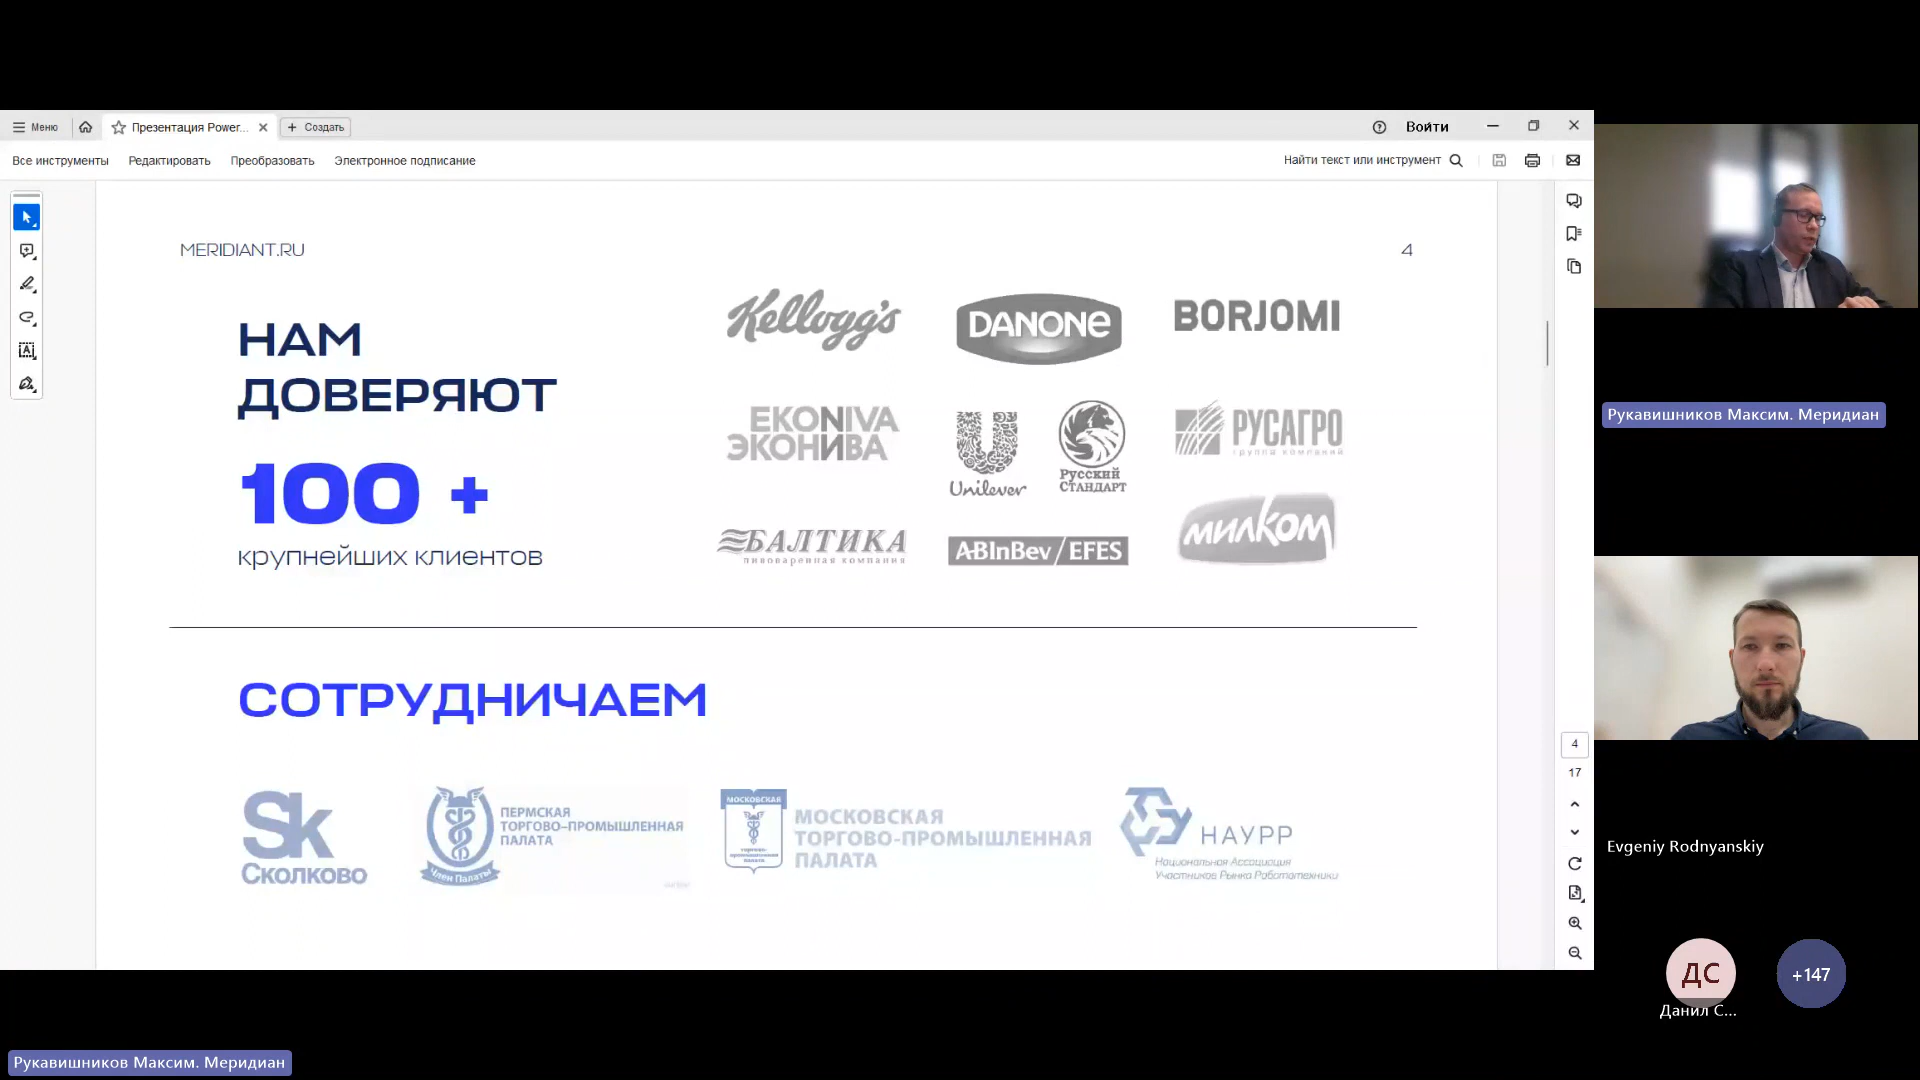 Меню
Презентация Power...
Создать
Войти
Все инструменты
Редактировать
Преобразовать
Электронное подписание
Найти текст или инструмент
MERIDIANT.RU
4
НАМ
ДОВЕРЯЮТ
100 +
крупнейших клиентов
Kellogg's
DANONE
BORJOMI
EKONIVA
ЭКОНИВА
Unilever
Русский
СТАНДАРТ
РУСАГРО
группа компаний
БАЛТИКА
пивоваренная компания
ABInBev/EFES
МИЛКОМ
СОТРУДНИЧАЕМ
Sk
Сколково
Член Палаты
ПЕРМСКАЯ
ТОРГОВО-ПРОМЫШЛЕННАЯ
ПАЛАТА
МОСКОВСКАЯ
торгово-
промышленная
палата
МОСКОВСКАЯ
ТОРГОВО-ПРОМЫШЛЕННАЯ
ПАЛАТА
НАУРР
Национальная Ассоциация
Участников Рынка Робототехники
4
17
Рукавишников Максим. Меридиан
Evgeniy Rodnyanskiy
ДС
Данил С...
+147
Рукавишников Максим. Меридиан